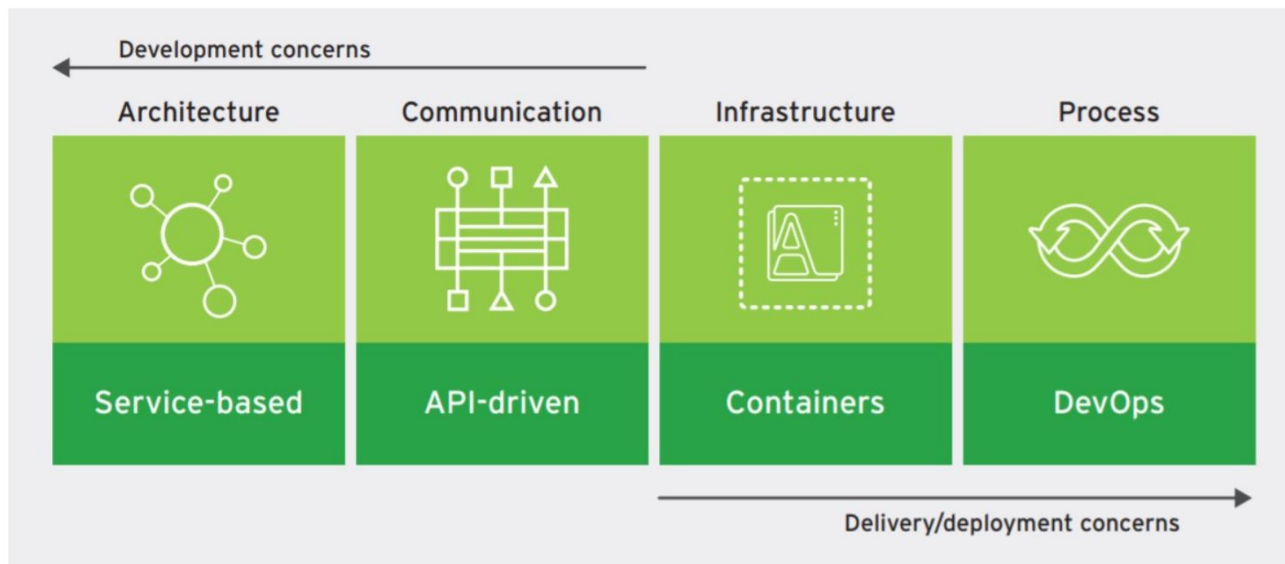 Development concerns
Architecture
Communication
Infrastructure
Process
Service-based
API-driven
Containers
DevOps
Delivery/deployment concerns